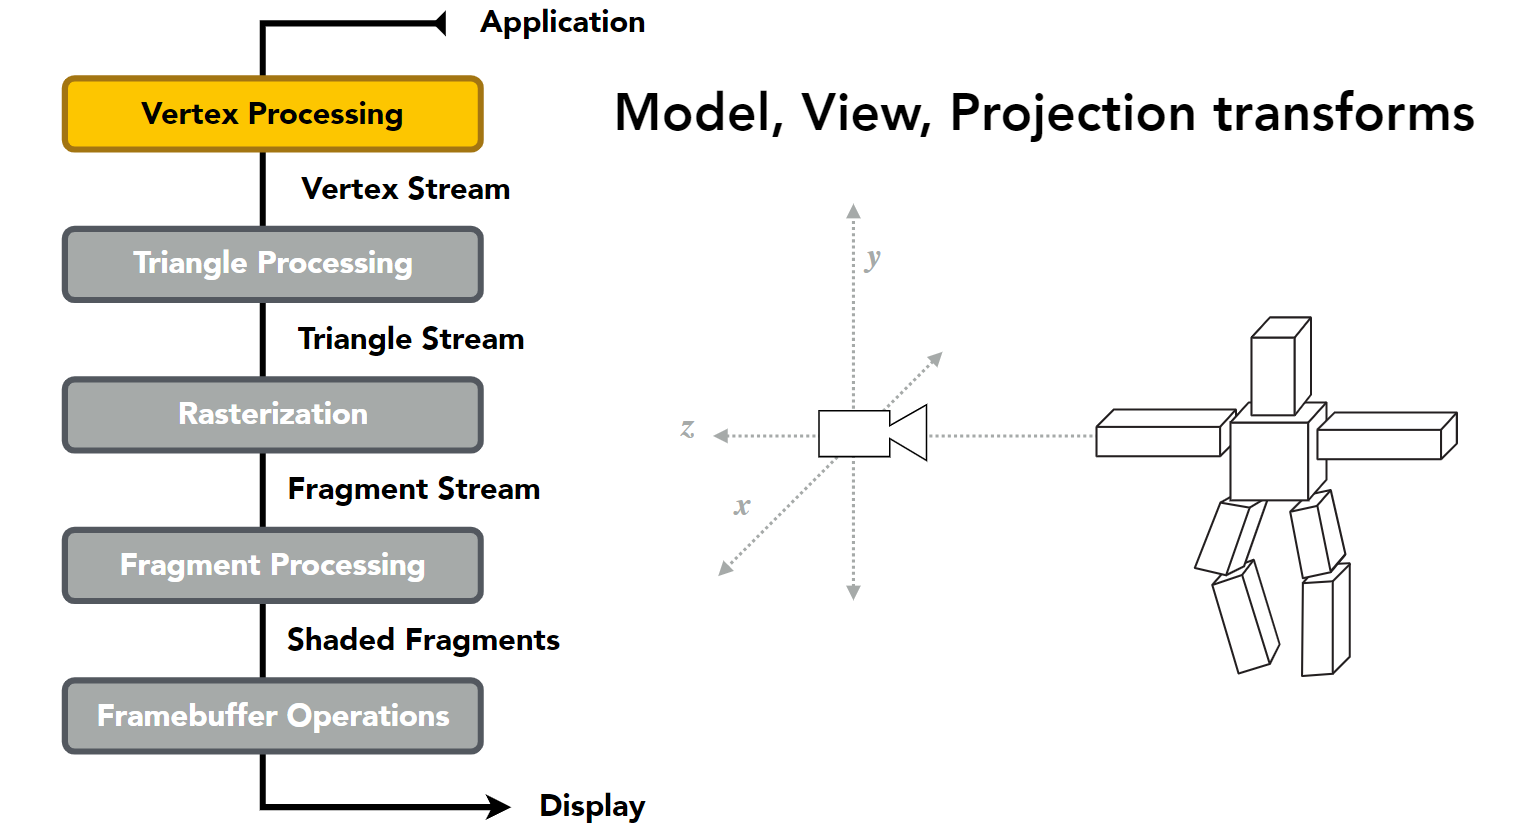 Application
Vertex Processing
Model, View, Projection transforms
Vertex Stream
Triangle Processing
Triangle Stream
Rasterization
Fragment Stream
Fragment Processing
Shaded Fragments
Framebuffer Operations
Display
y
z
x